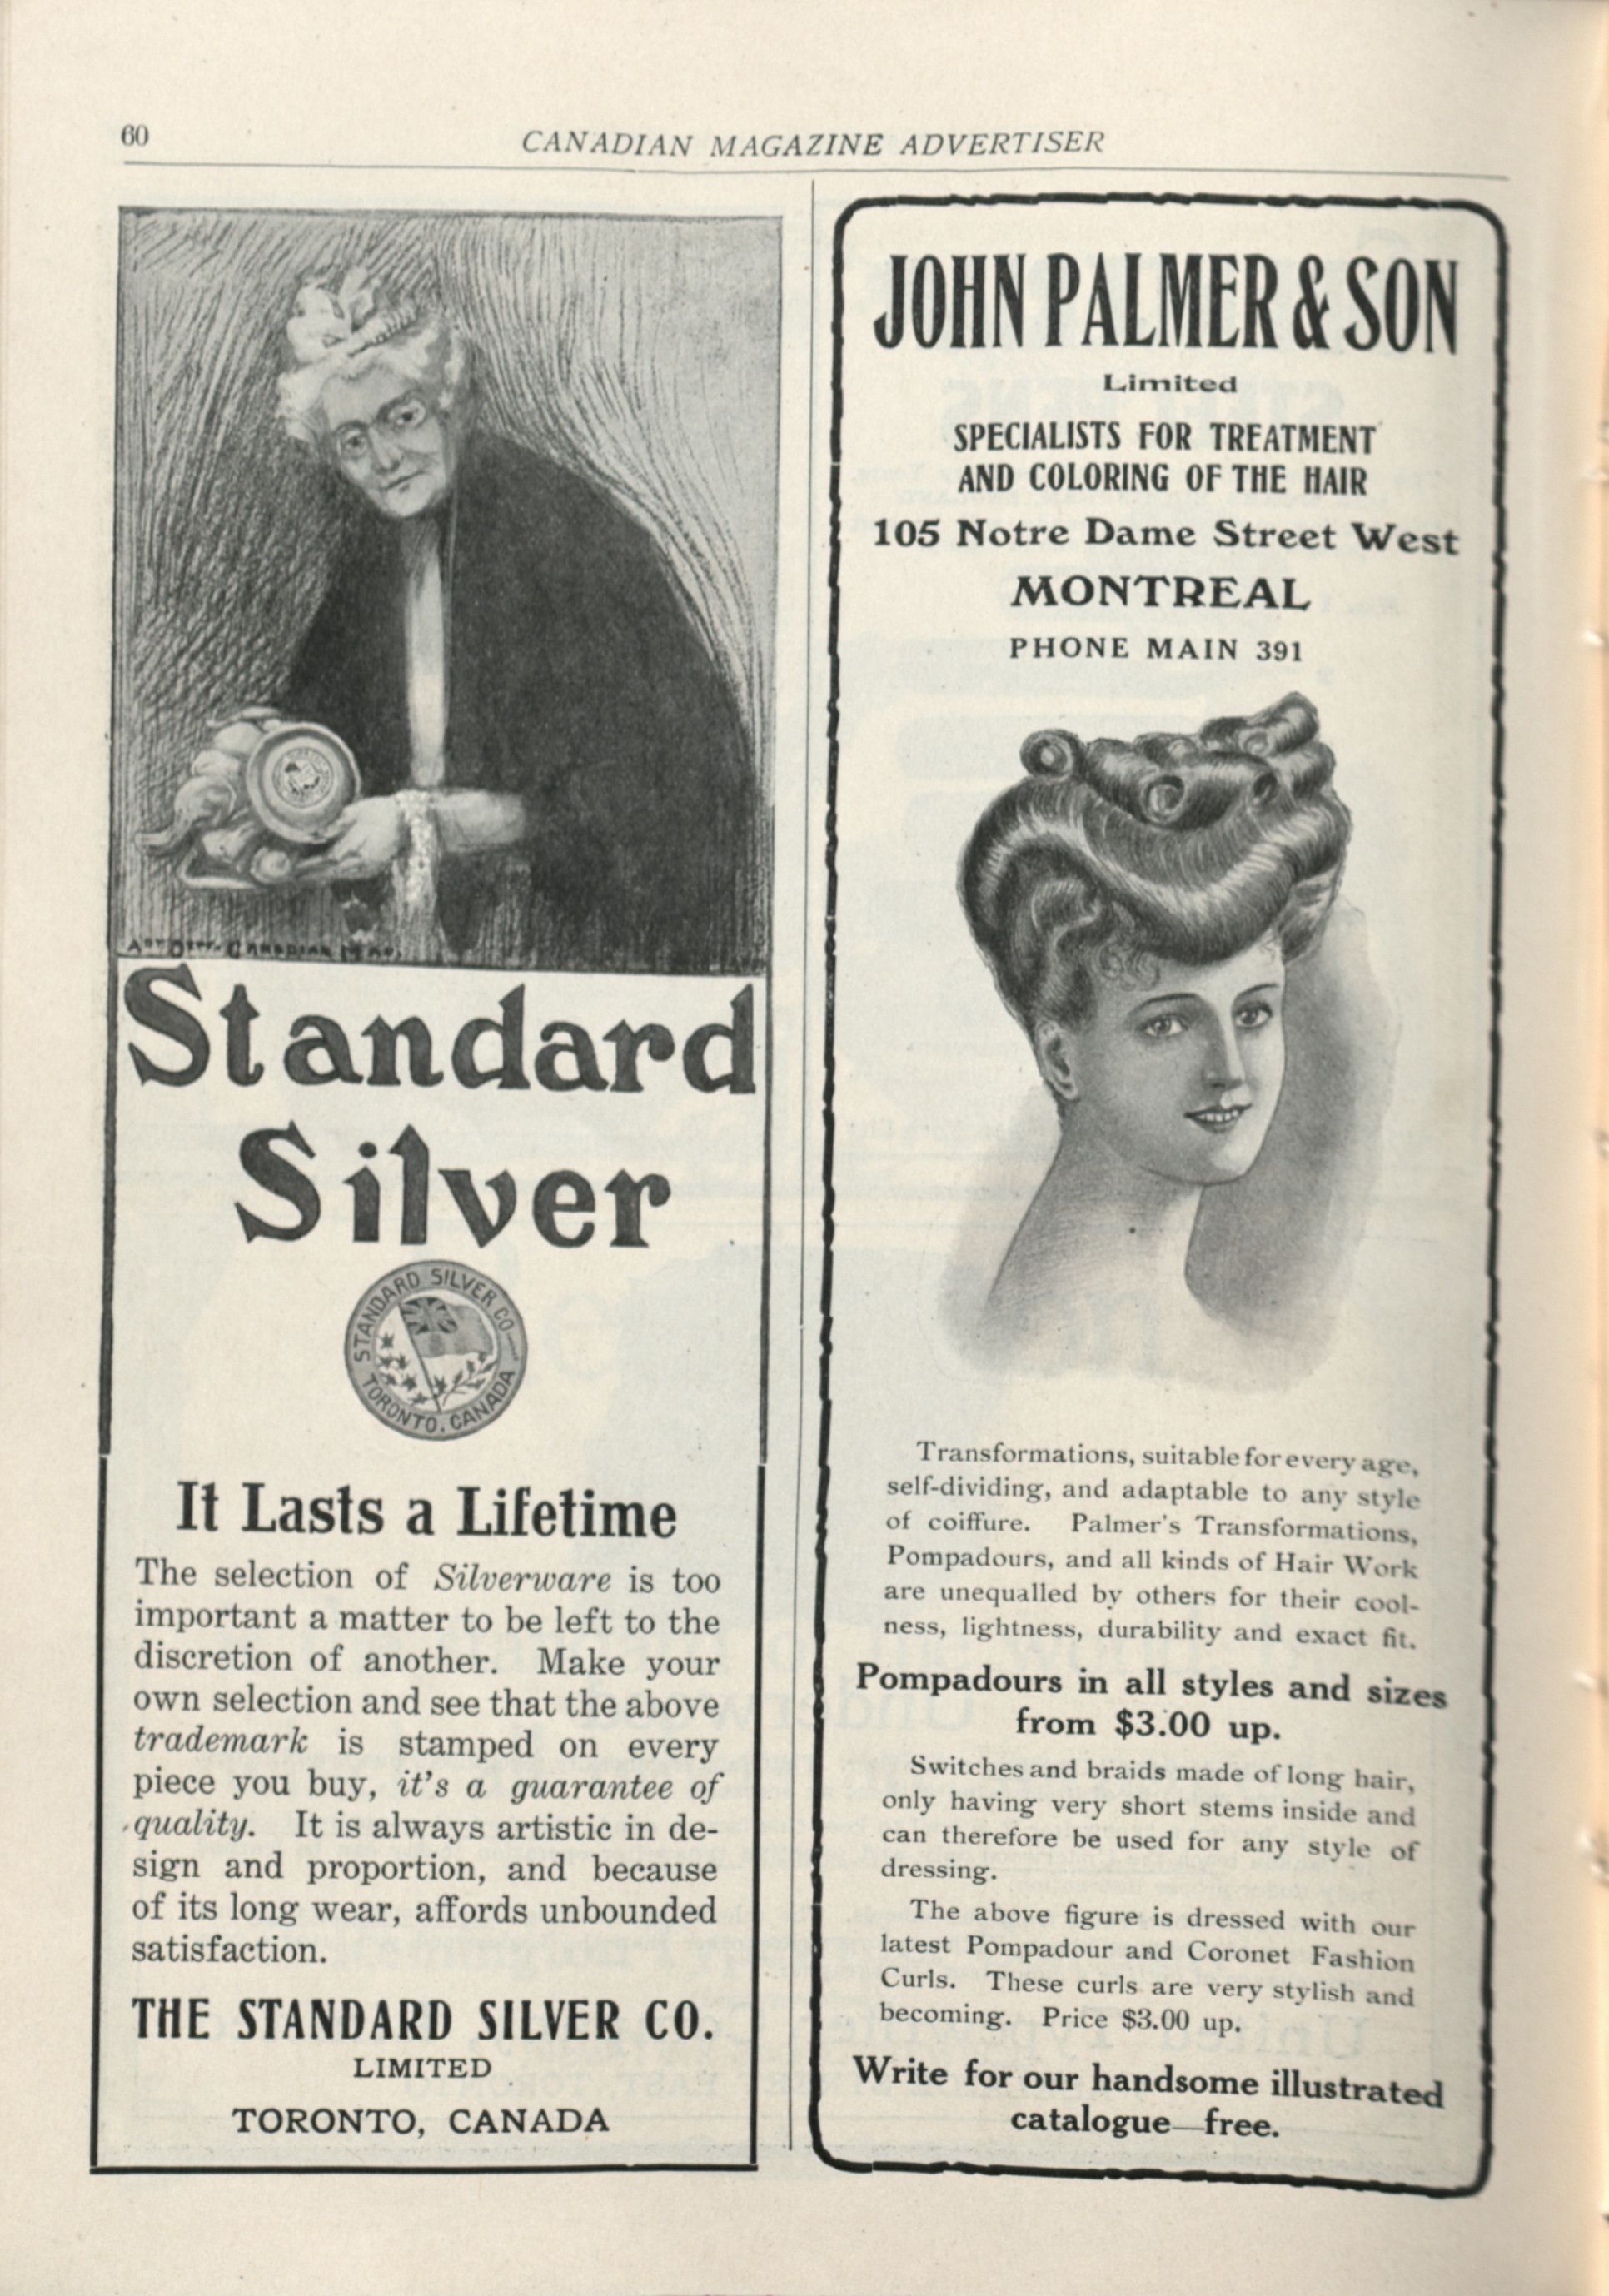 60
CANADIAN MAGAZINE ADVERTISER
ART DEPT. CANADIAN MAG.
Standard
Silver
STANDARD SILVER CO.
TORONTO. CANADA
It Lasts a Lifetime
The selection of Silverware is too
important a matter to be left to the
discretion of another. Make your
own selection and see that the above
trademark is stamped on every
piece you buy, it's a guarantee of
quality. It is always artistic in de-
sign and proportion, and because
of its long wear, affords unbounded
satisfaction.
THE STANDARD SILVER CO.
LIMITED
TORONTO, CANADA
JOHN PALMER & SON
Limited
SPECIALISTS FOR TREATMENT
AND COLORING OF THE HAIR
105 Notre Dame Street West
MONTREAL
PHONE MAIN 391
Transformations, suitable for every age,
self-dividing, and adaptable to any style
of coiffure. Palmer's Transformations,
Pompadours, and all kinds of Hair Work
are unequalled by others for their cool-
ness, lightness, durability and exact fit.
Pompadours in all styles and sizes
from $3.00 up.
Switches and braids made of long hair,
only having very short stems inside and
can therefore be used for any style of
dressing.
The above figure is dressed with our
latest Pompadour and Coronet Fashion
Curls. These curls are very stylish and
becoming. Price $3.00 up.
Write for our handsome illustrated
catalogue—free.